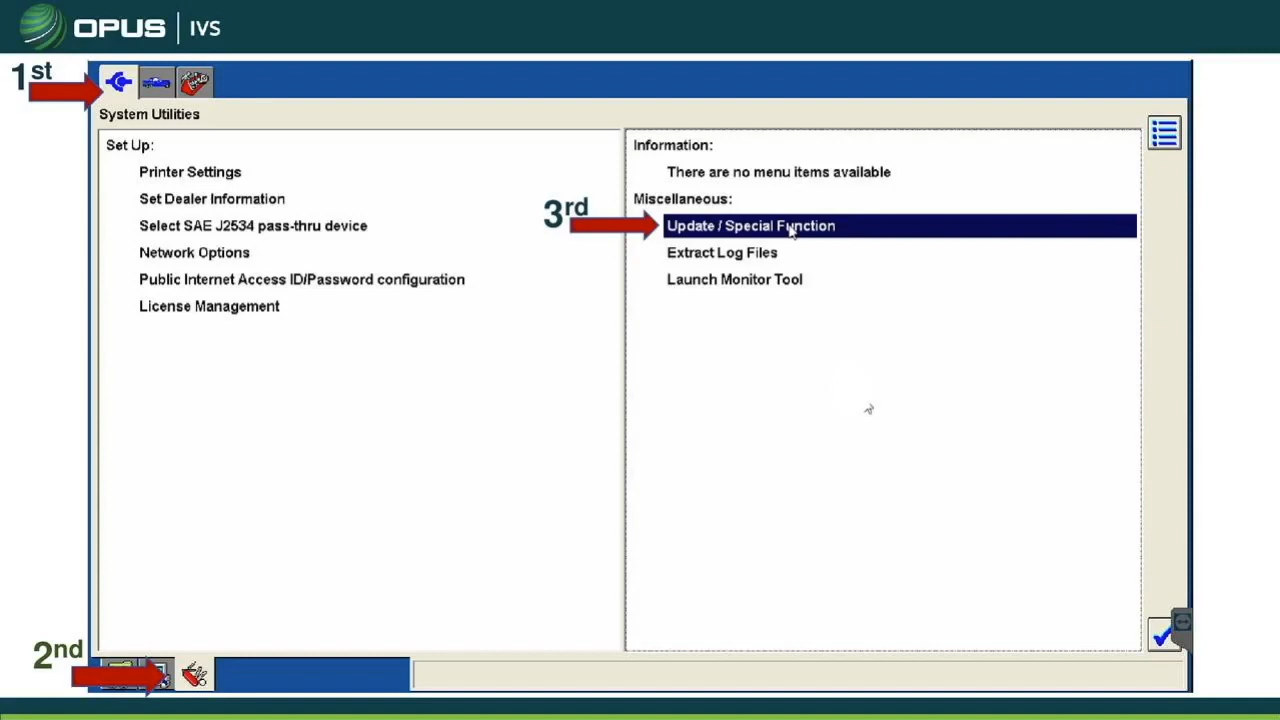 OPUS | IVS
1st
System Utilities
Set Up:
Printer Settings
Set Dealer Information
Select SAE J2534 pass-thru device
Network Options
Public Internet Access ID/Password configuration
License Management
Information:
There are no menu items available
Miscellaneous:
3rd
Update / Special Function
Extract Log Files
Launch Monitor Tool
2nd